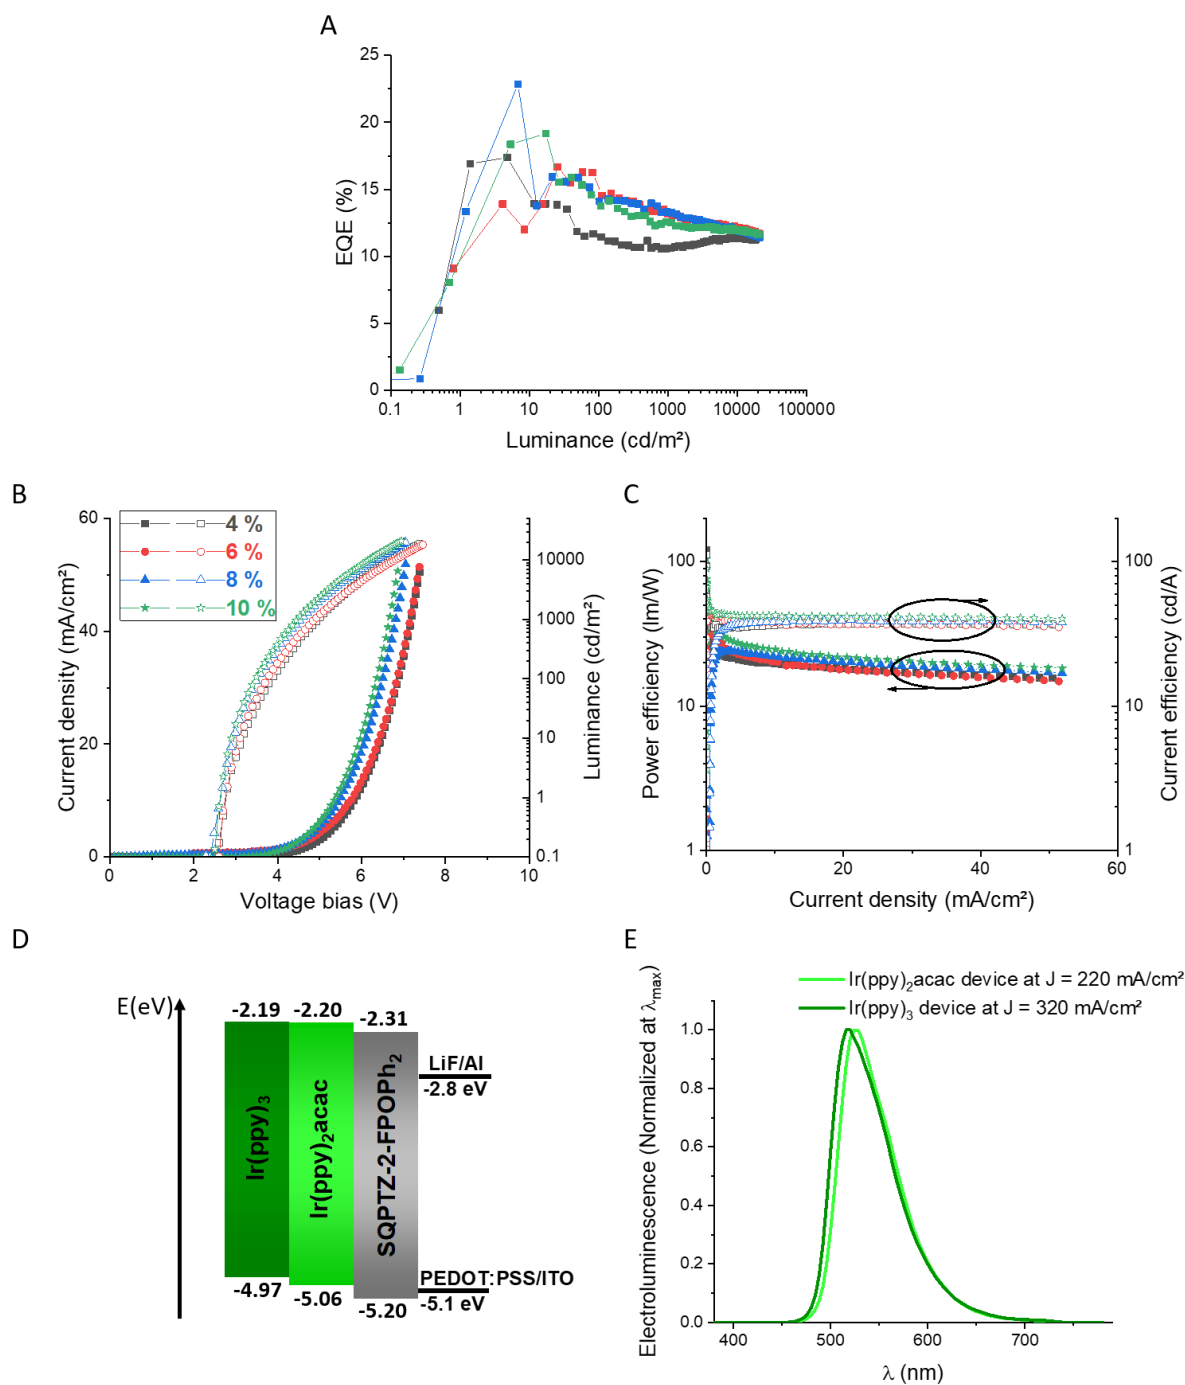 A
25
20
15
10
5
0
EQE (%)
0.1 1 10 100 1000 10000 100000
Luminance (cd/m²)
B
4 %
6 %
8 %
10 %
60
40
20
0
Current density (mA/cm²)
10000
1000
100
10
1
0.1
Luminance (cd/m²)
0 2 4 6 8 10
Voltage bias (V)
C
100
10
1
Power efficiency (lm/W)
100
10
1
Current efficiency (cd/A)
0 20 40 60
Current density (mA/cm²)
D
E(eV)
-2.19 -2.20 -2.31
Ir(ppy)₃
Ir(ppy)₂acac
SQPTZ-2-FPOPh₂
LiF/Al
-2.8 eV
PEDOT:PSS/ITO
-5.1 eV
-4.97 -5.06 -5.20
E
Ir(ppy)₂acac device at J = 220 mA/cm²
Ir(ppy)₃ device at J = 320 mA/cm²
Electroluminescence (Normalized at λmax)
1.0
0.8
0.6
0.4
0.2
0.0
400 500 600 700
λ (nm)